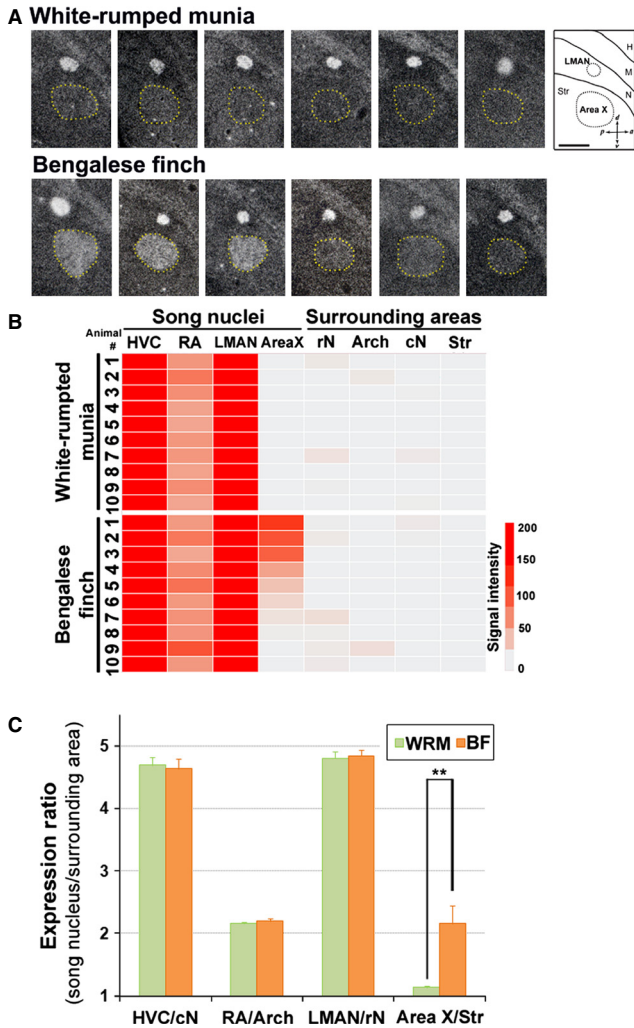 A White-rumped munia
H
LMAN
M
N
Str
Area X
d
p a
v
Bengalese finch
B
Song nuclei Surrounding areas
Animal
#
HVC RA LMAN AreaX rN Arch cN Str
White-rumpted
munia
1
2
3
4
5
6
7
8
9
10
Bengalese
finch
1
2
3
4
5
6
7
8
9
10
Signal intensity
200
150
100
50
0
C
WRM BF
**
Expression ratio
(song nucleus/surrounding area)
5
4
3
2
1
HVC/cN RA/Arch LMAN/rN Area X/Str